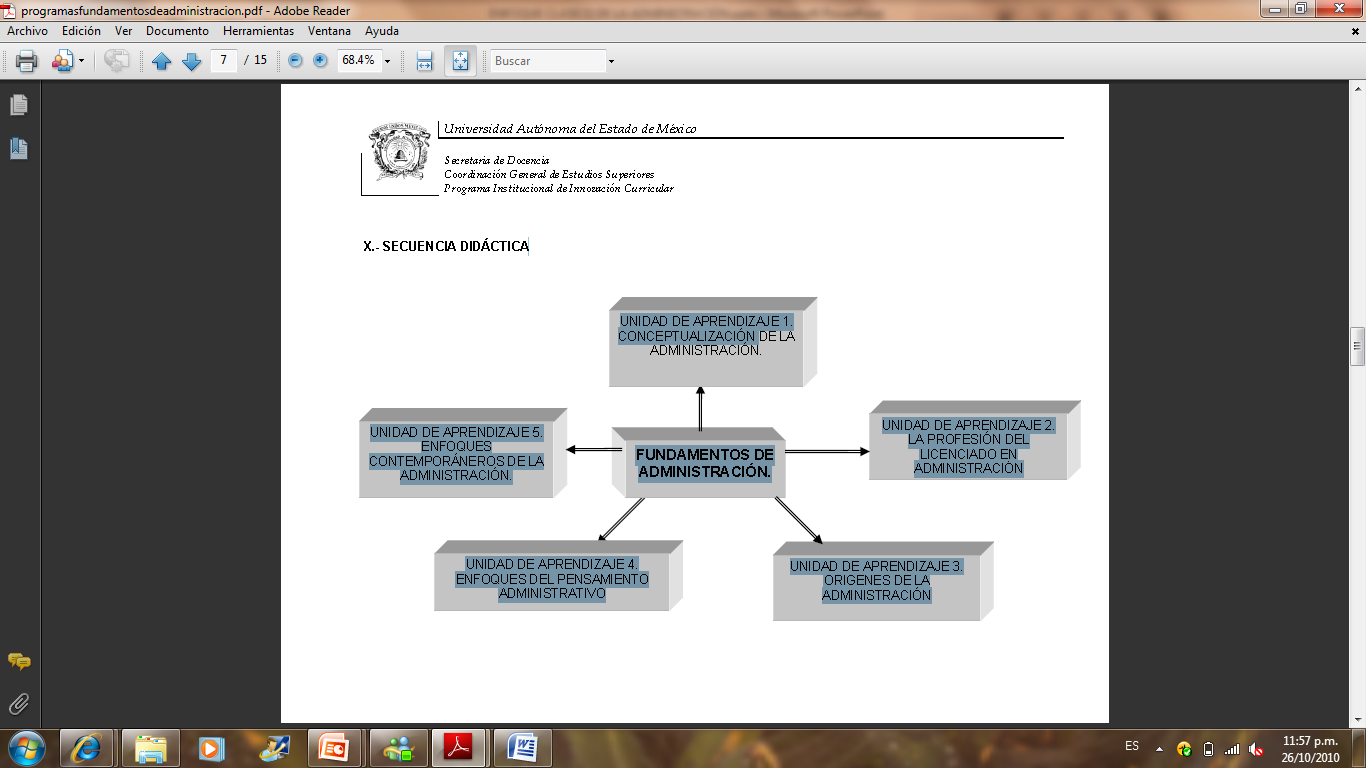 programasfundamentosdeadministracion.pdf - Adobe Reader
Archivo Edición Ver Documento Herramientas Ventana Ayuda
7 / 15 68.4% Buscar
Universidad Autónoma del Estado de México
Secretaria de Docencia
Coordinación General de Estudios Superiores
Programa Institucional de Innovación Curricular
X.- SECUENCIA DIDÁCTICA
UNIDAD DE APRENDIZAJE 1.
CONCEPTUALIZACIÓN DE LA
ADMINISTRACIÓN.
UNIDAD DE APRENDIZAJE 5.
ENFOQUES
CONTEMPORÁNEROS DE LA
ADMINISTRACIÓN.
FUNDAMENTOS DE
ADMINISTRACIÓN.
UNIDAD DE APRENDIZAJE 2.
LA PROFESIÓN DEL
LICENCIADO EN
ADMINISTRACIÓN
UNIDAD DE APRENDIZAJE 4.
ENFOQUES DEL PENSAMIENTO
ADMINISTRATIVO
UNIDAD DE APRENDIZAJE 3.
ORIGENES DE LA
ADMINISTRACIÓN
ES
11:57 p.m.
26/10/2010